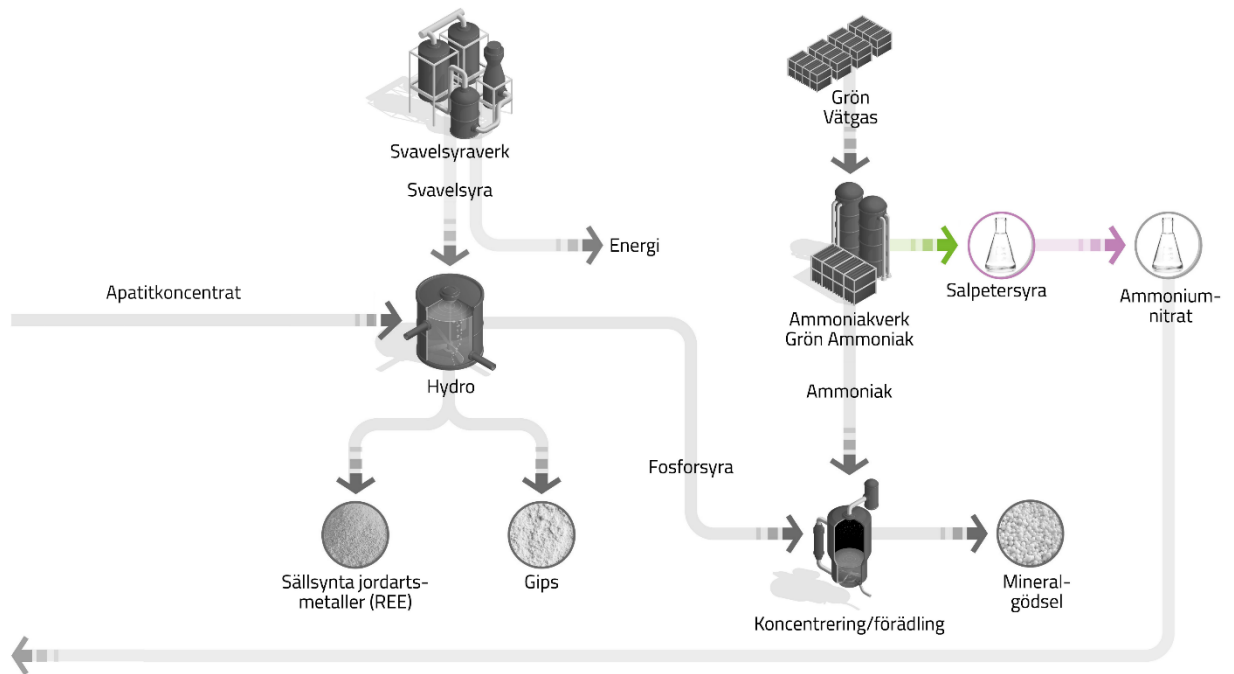 Svavelsyraverk
Svavelsyra
Energi
Grön
Vätgas
Apatitkoncentrat
Hydro
Ammoniakverk
Grön Ammoniak
Salpetersyra
Ammonium-
nitrat
Ammoniak
Fosforsyra
Sällsynta jordarts-
metaller (REE)
Gips
Koncentrering/förädling
Mineral-
gödsel